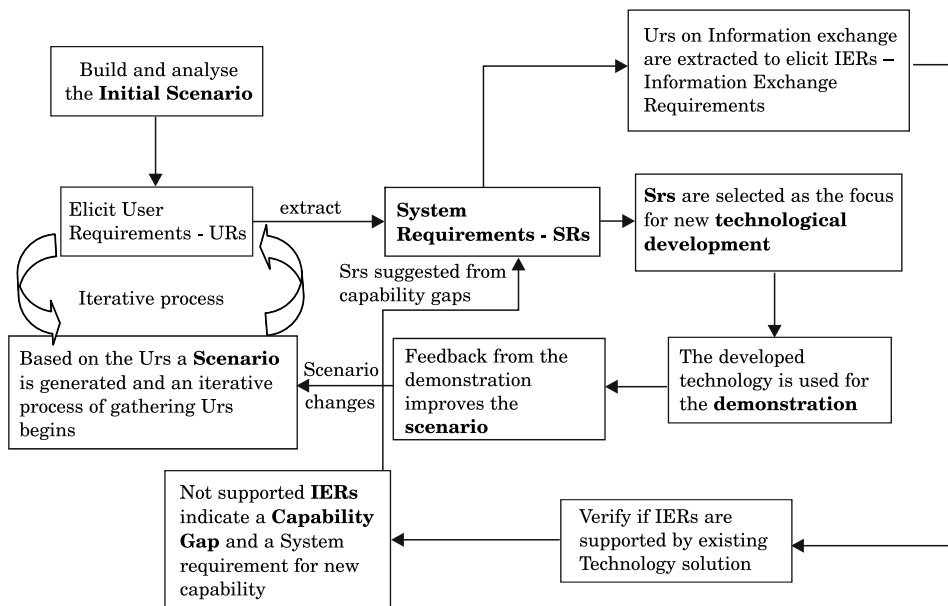 Build and analyse
the Initial Scenario
Urs on Information exchange
are extracted to elicit IERs –
Information Exchange
Requirements
Elicit User
Requirements - URs
extract
System
Requirements - SRs
Srs are selected as the focus
for new technological
development
Iterative process
Srs suggested from
capability gaps
Based on the Urs a Scenario
is generated and an iterative
process of gathering Urs
begins
Scenario
changes
Feedback from the
demonstration
improves the
scenario
The developed
technology is used for
the demonstration
Not supported IERs
indicate a Capability
Gap and a System
requirement for new
capability
Verify if IERs are
supported by existing
Technology solution